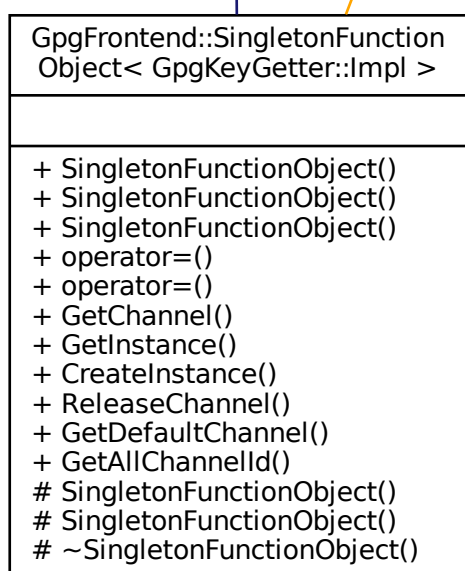 GpgFrontend::SingletonFunction
Object< GpgKeyGetter::Impl >
+ SingletonFunctionObject()
+ SingletonFunctionObject()
+ SingletonFunctionObject()
+ operator=()
+ operator=()
+ GetChannel()
+ GetInstance()
+ CreateInstance()
+ ReleaseChannel()
+ GetDefaultChannel()
+ GetAllChannelId()
# SingletonFunctionObject()
# SingletonFunctionObject()
# ~SingletonFunctionObject()